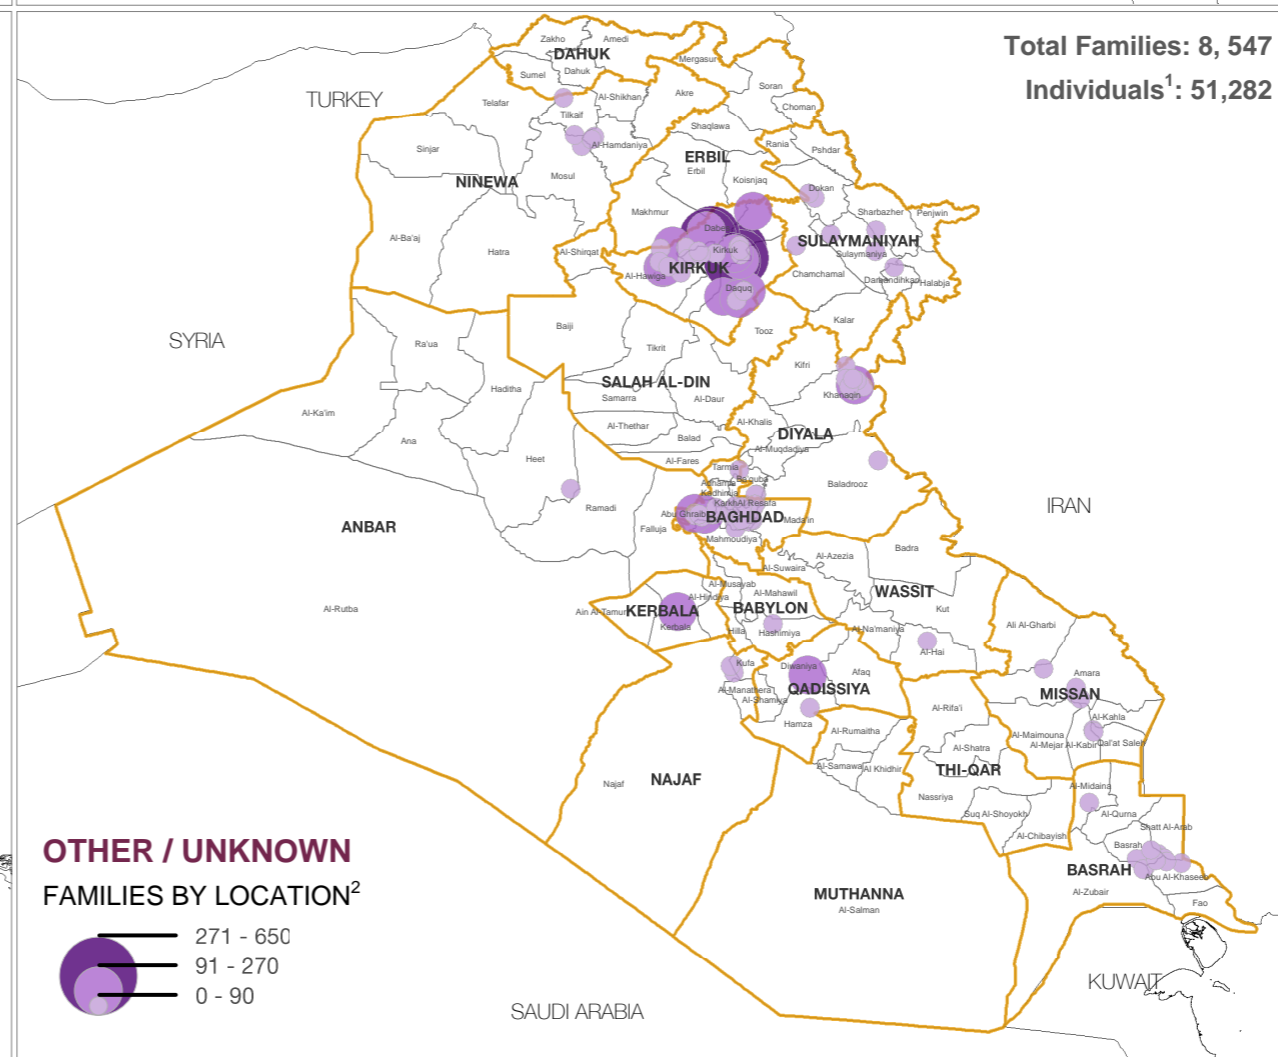 Total Families: 8, 547
Individuals1: 51,282
TURKEY
SYRIA
IRAN
SAUDI ARABIA
KUWAIT
Zakho
Amedi
DAHUK
Sumel
Dahuk
Mergasur
Soran
Choman
Telafar
Tilkaif
Al-Shikhan
Akre
Shaqlawa
Rania
Pshdar
Sinjar
Al-Hamdaniya
ERBIL
Erbil
NINEWA
Mosul
Koisnjaq
Dokan
Makhmur
Sharbazher
Penjwin
Al-Ba'aj
Hatra
Al-Shirqat
Kirkuk
KIRKUK
Al-Hawiga
SULAYMANIYAH
Sulaymaniya
Chamchamal
Halabja
Daquq
Kalar
Tooz
Baiji
Ra'ua
Tikrit
Kifri
Khanaqin
SALAH AL-DIN
Samarra
Al-Daur
Haditha
Al-Ka'im
Al-Thethar
Al-Khalis
DIYALA
Ana
Balad
Al-Muqdadiya
Heet
Al-Fares
Tarmia
Ba'quba
Baladrooz
Ramadi
Abu Ghraib
BAGHDAD
Mada'in
ANBAR
Falluja
Mahmoudiya
Al-Azezia
Badra
Al-Suwaira
Al-Rutba
Ain Al-Tamur
KERBALA
Kerbala
Al-Hindiya
Al-Musayab
Al-Mahawil
BABYLON
Hilla
Hashimiya
WASSIT
Kut
Al-Na'maniya
Al-Hai
Ali Al-Gharbi
Kufa
Diwaniya
Afaq
QADISSIYA
Al-Manathera
Al-Shamiya
Hamza
Amara
MISSAN
Al-Kahla
Al-Maimouna
Al-Mejar Al-Kabir
Qal'at Saleh
Al-Rifa'i
Al-Rumaitha
Al-Shatra
THI-QAR
Al-Samawa
Al Khidhir
Nassriya
Suq Al-Shoyokh
Al-Chibayish
NAJAF
Najaf
Al-Midaina
Al-Qurna
Shatt Al-Arab
Basrah
BASRAH
Abu Al-Khaseeb
Al-Zubair
Fao
MUTHANNA
Al-Salman
OTHER / UNKNOWN
FAMILIES BY LOCATION2
271 - 650
91 - 270
0 - 90